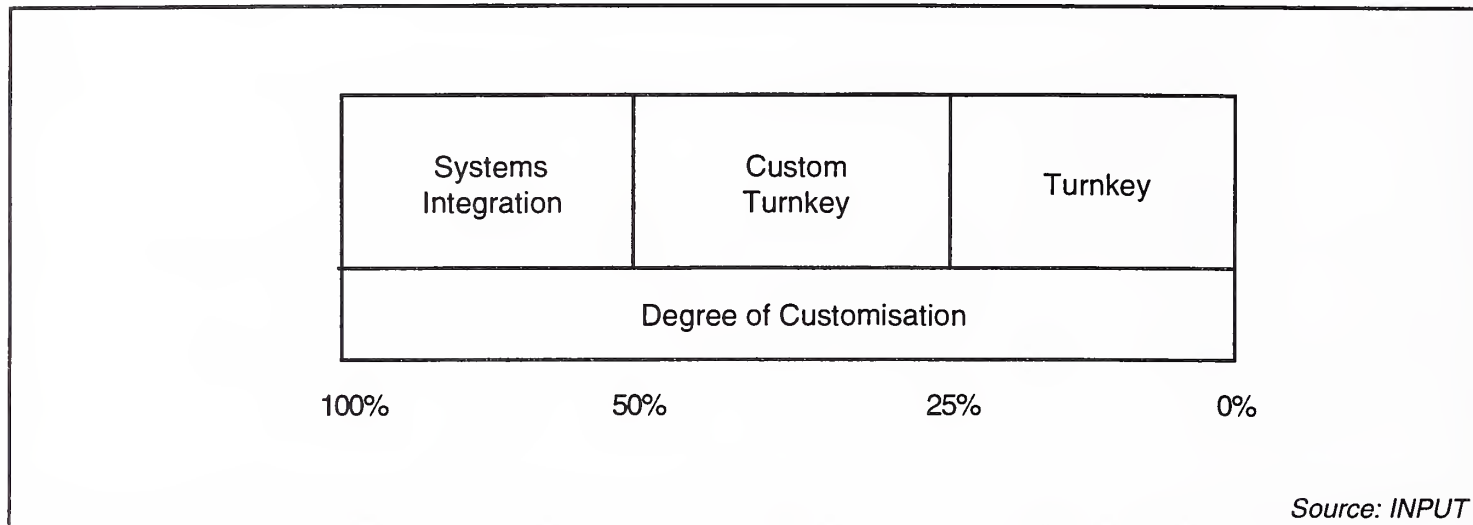 Systems
Integration
Custom
Turnkey
Turnkey
Degree of Customisation
100% 50% 25% 0%
Source: INPUT